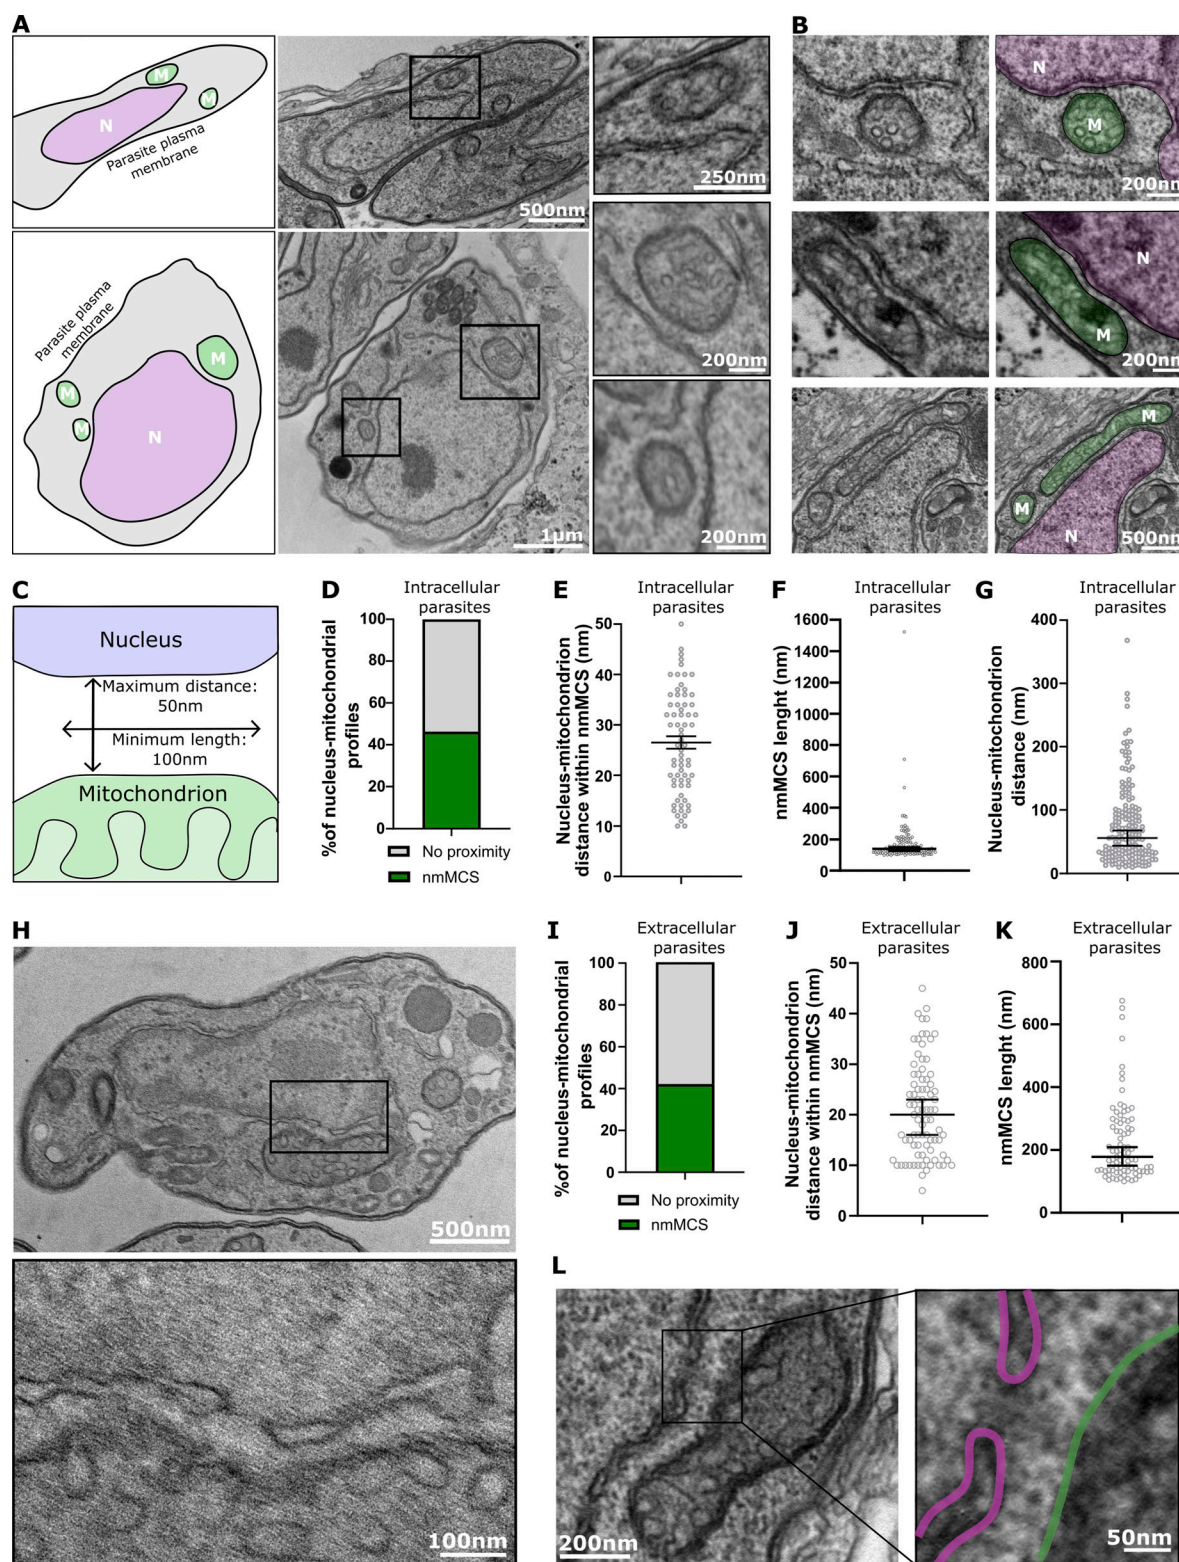 A
M
M
N
Parasite plasma
membrane
500nm
250nm
Parasite plasma
membrane
M
M
M
N
1µm
200nm
200nm
B
N
M
200nm
N
M
200nm
M
M
N
500nm
C
Nucleus
Maximum distance:
50nm
Minimum length:
100nm
Mitochondrion
D
Intracellular
parasites
%of nucleus-mitochondrial
profiles
100
80
60
40
20
0
No proximity
nmMCS
E
Intracellular
parasites
Nucleus-mitochondrion
distance within nmMCS (nm)
50
40
30
20
10
0
F
Intracellular
parasites
nmMCS lenght (nm)
1600
1400
1200
1000
800
600
400
200
0
G
Intracellular
parasites
Nucleus-mitochondrion
distance (nm)
400
300
200
100
0
H
500nm
100nm
I
Extracellular
parasites
%of nucleus-mitochondrial
profiles
100
80
60
40
20
0
No proximity
nmMCS
J
Extracellular
parasites
Nucleus-mitochondrion
distance within nmMCS (nm)
50
40
30
20
10
0
K
Extracellular
parasites
nmMCS lenght (nm)
800
600
400
200
0
L
200nm
50nm